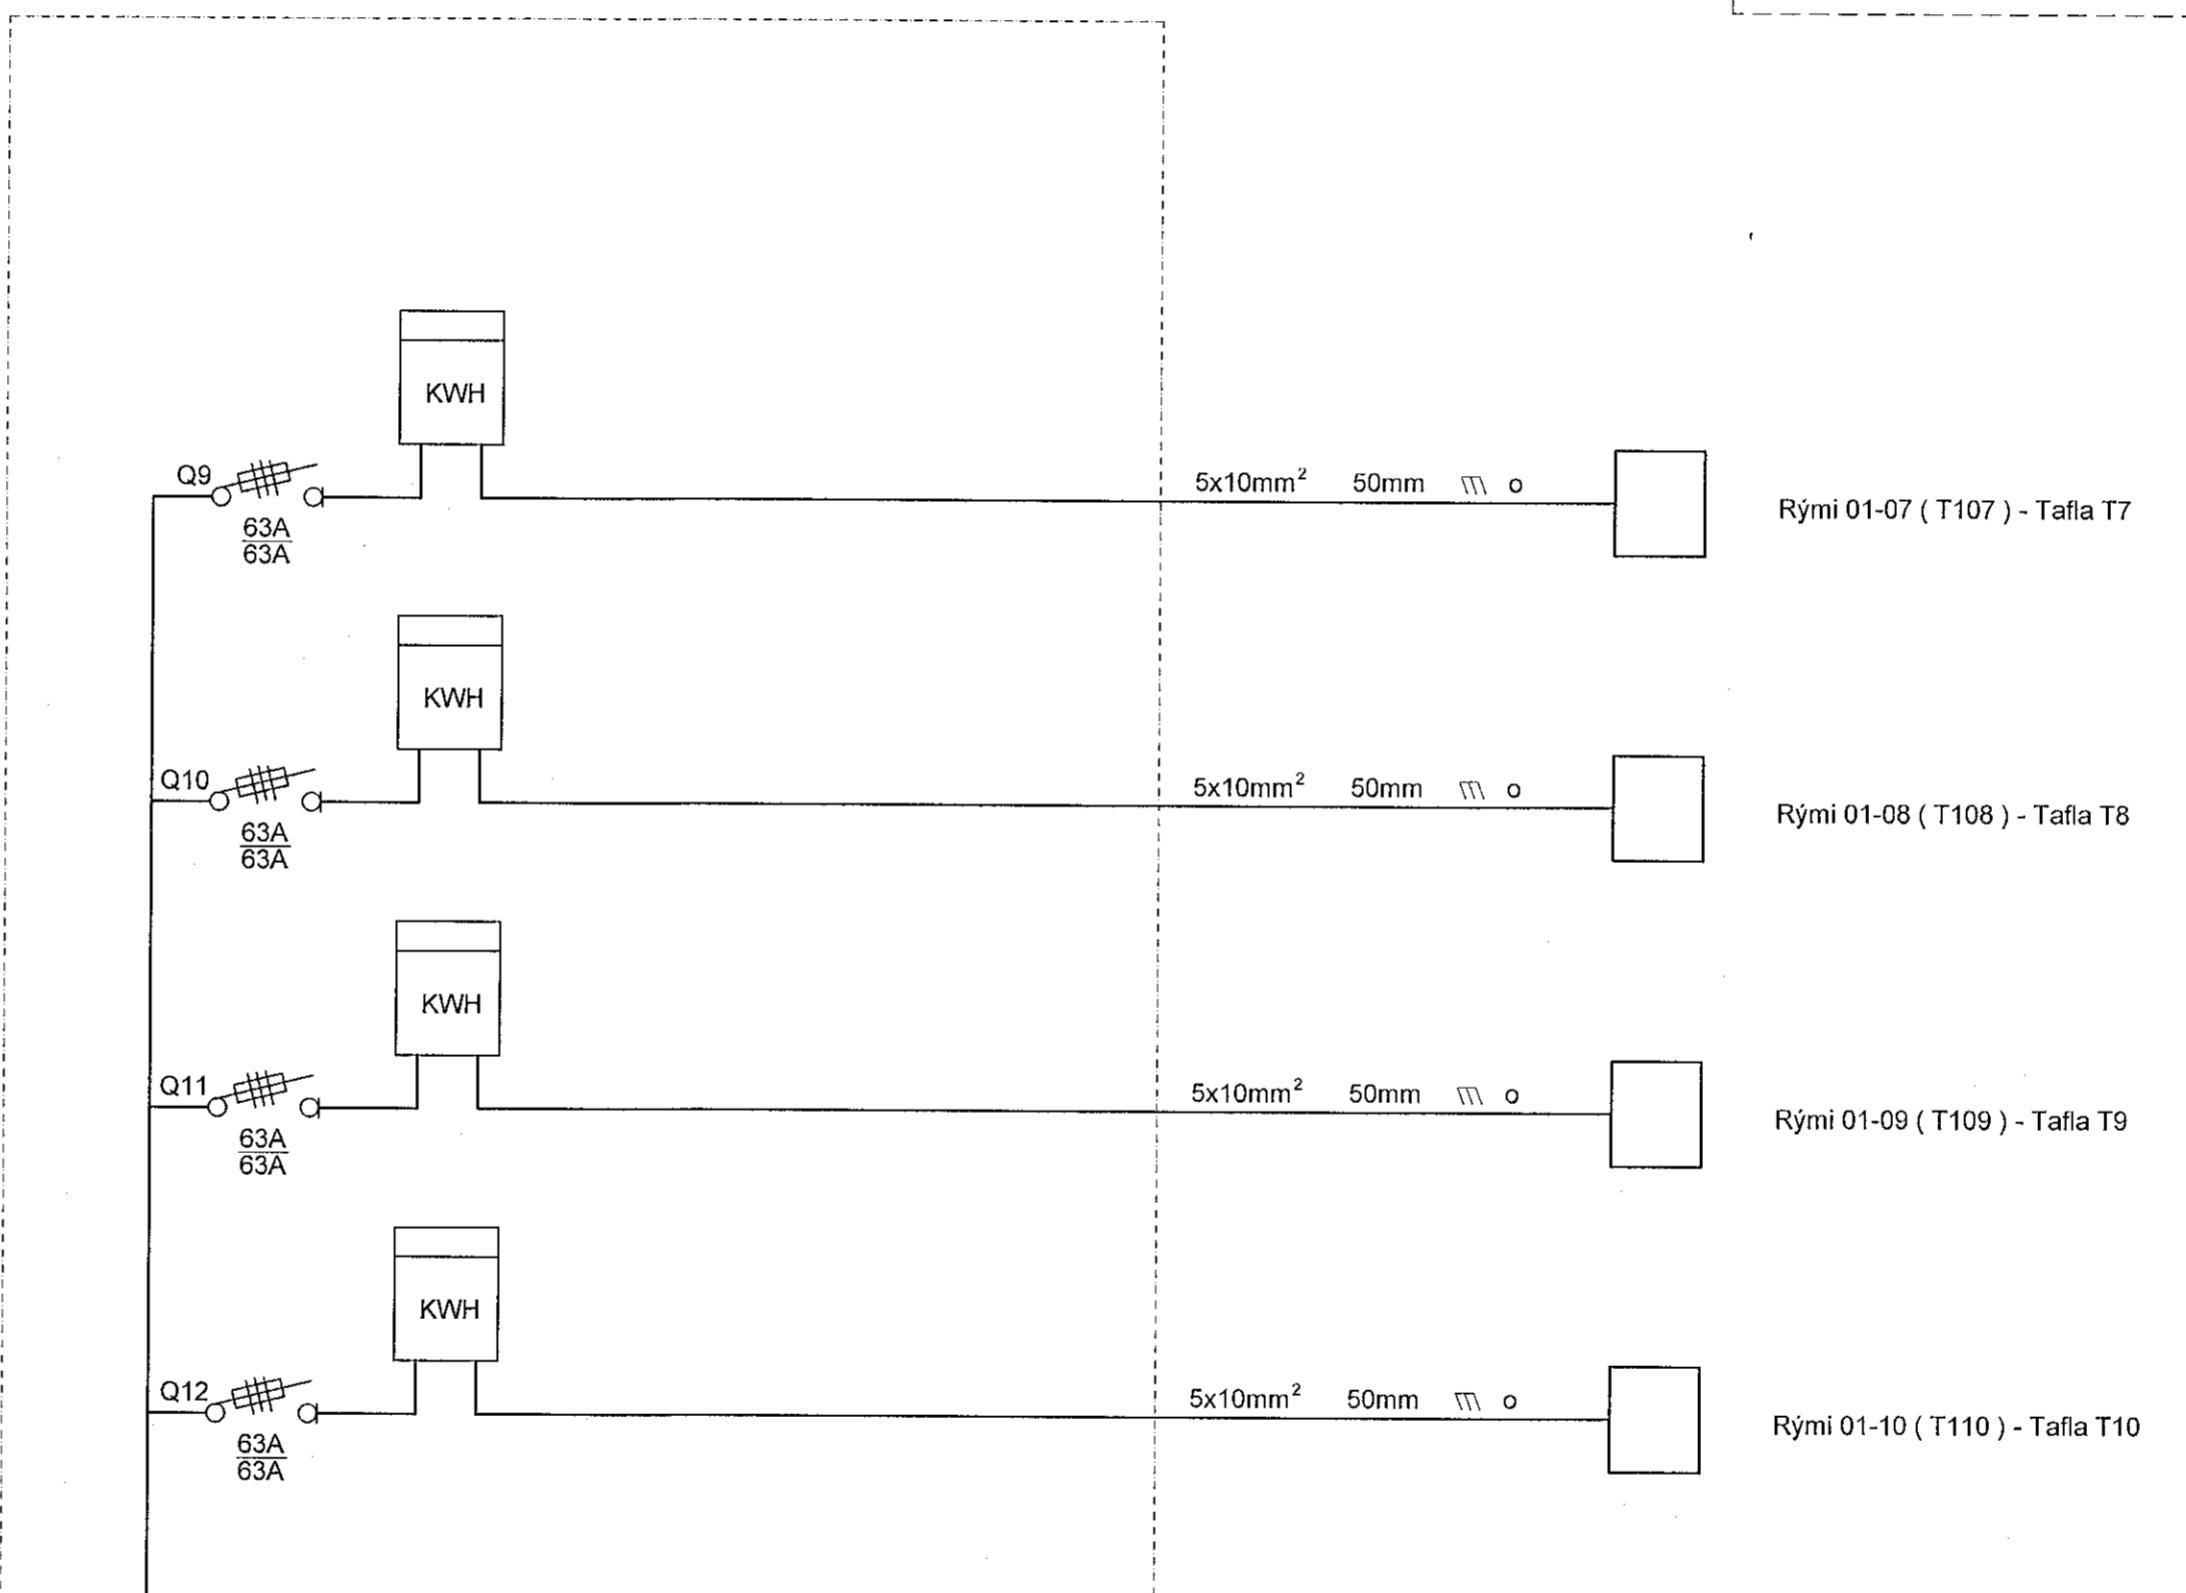 KWH
Q9
63A
63A
5x10mm² 50mm
Rými 01-07 ( T107 ) - Tafla T7
KWH
Q10
63A
63A
5x10mm² 50mm
Rými 01-08 ( T108 ) - Tafla T8
KWH
Q11
63A
63A
5x10mm² 50mm
Rými 01-09 ( T109 ) - Tafla T9
KWH
Q12
63A
63A
5x10mm² 50mm
Rými 01-10 ( T110 ) - Tafla T10